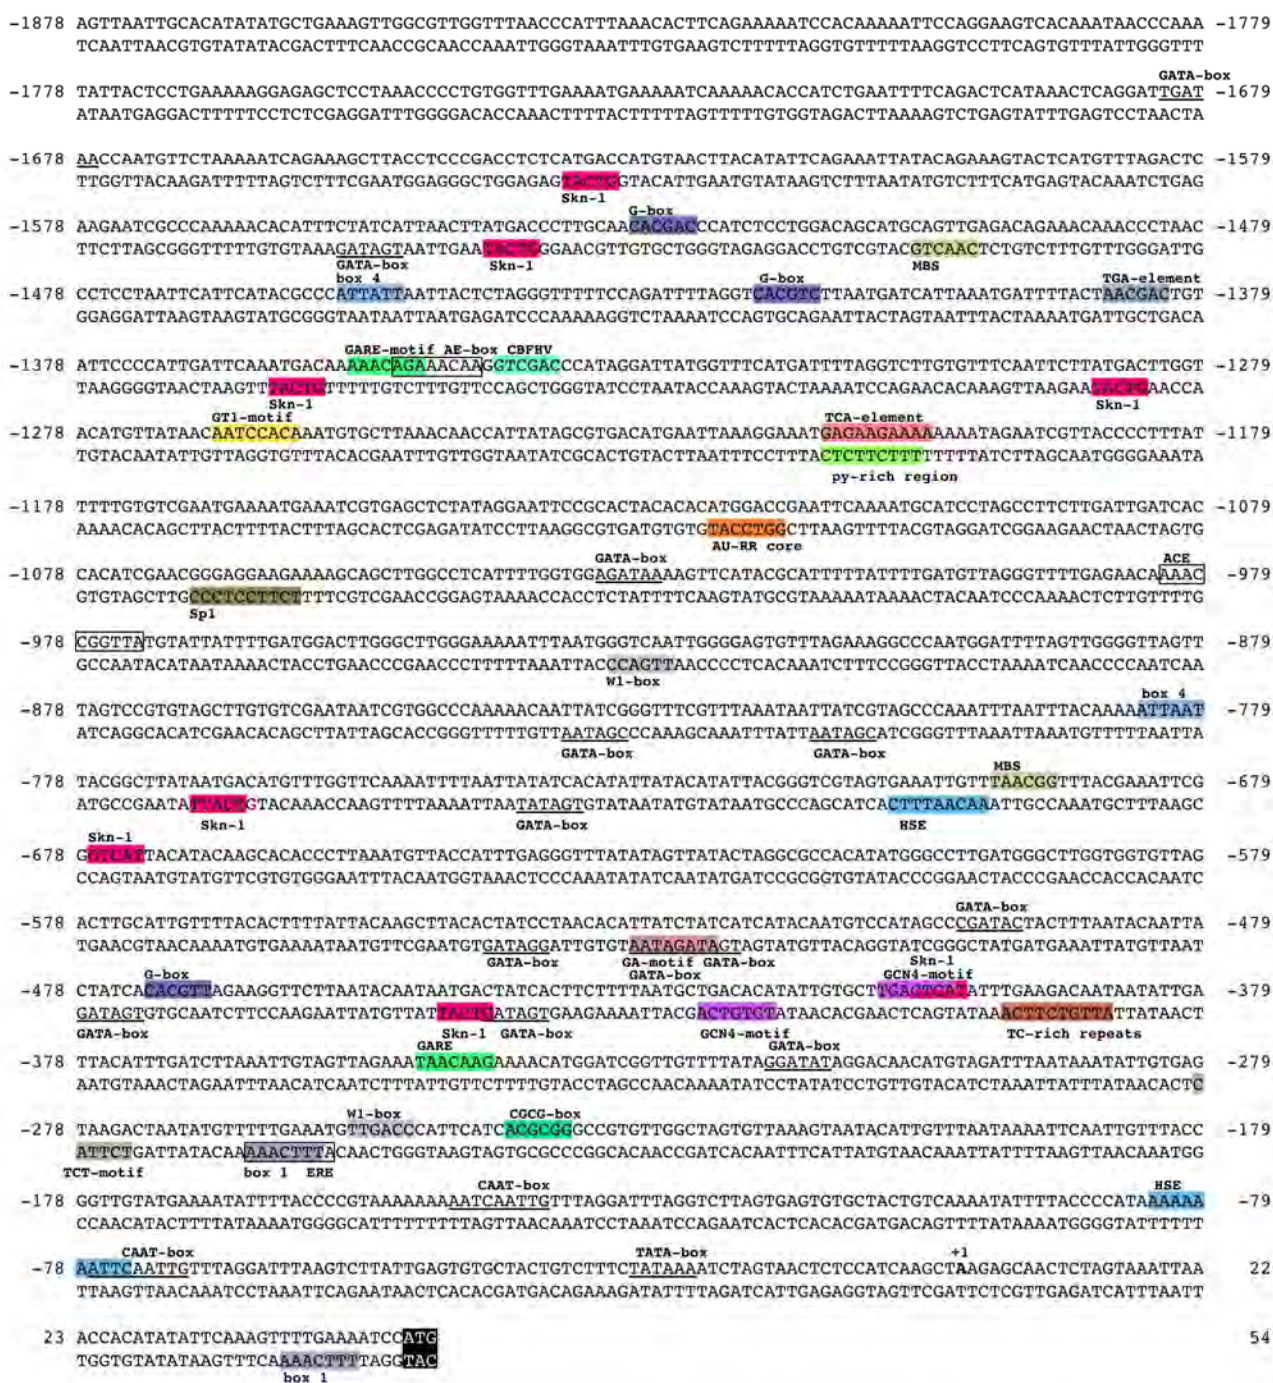 -1878 AGTTAATTGCACATATATGCTGAAAGTTGGCGTTGGTTTAACCCATTTAAACACTTCAGAAAAATCCACAAAAATTCCAGGAAGTCACAAATAACCCAAA -1779
TCAATTAACGTGTATATACGACTTTCAACCGCAACCAAATTGGGTAAATTTGTGAAGTCTTTTTAGGTGTTTTTAAGGTCCTTCAGTGTTTATTGGGTTT
GATA-box
-1778 TATTACTCCTGAAAAAGGAGAGCTCCTAAACCCCTGTGGTTTGAAAATGAAAAATCAAAAACACCATCTGAATTTTCAGACTCATAAACTCAGGATTGAT -1679
ATAATGAGGACTTTTTCCTCTCGAGGATTTGGGGACACCAAACTTTTACTTTTTAGTTTTTGTGGTAGACTTAAAAGTCTGAGTATTTGAGTCCTAACTA
-1678 AACCAATGTTCTAAAAATCAGAAAGCTTACCTCCCGACCTCTCATGACCATGTAACTTACATATTCAGAAATTATACAGAAAGTACTCATGTTTAGACTC -1579
TTGGTTACAAGATTTTTAGTCTTTCGAATGGAGGGCTGGAGAGTACTGGTACATTGAATGTATAAGTCTTTAATATGTCTTTCATGAGTACAAATCTGAG
Skn-1
G-box
-1578 AAGAATCGCCCAAAAACACATTTCTATCATTAACTTATGACCCTTGCAACACGACCCATCTCCTGGACAGCATGCAGTTGAGACAGAAACAAACCCTAAC -1479
TTCTTAGCGGGTTTTTGTGTAAAGATAGTAATTGAATACTGGGAACGTTGTGCTGGGTAGAGGACCTGTCGTACGTCAACTCTGTCTTTGTTTGGGATTG
GATA-box Skn-1 MBS
box 4 G-box TGA-element
-1478 CCTCCTAATTCATTCATACGCCCATTATTAATTACTCTAGGGTTTTTCCAGATTTTAGGTCACGTCTTAATGATCATTAAATGATTTTACTAACGACTGT -1379
GGAGGATTAAGTAAGTATGCGGGTAATAATTAATGAGATCCCAAAAAGGTCTAAAATCCAGTGCAGAATTACTAGTAATTTACTAAAATGATTGCTGACA
GARE-motif AE-box CBFHV
-1378 ATTCCCCATTGATTCAAATGACAAAAACAGAAACAAGGTCGACCCATAGGATTATGGTTTCATGATTTTAGGTCTTGTGTTTCAATTCTTATGACTTGGT -1279
TAAGGGGTAACTAAGTTTACTGTTTTTGTCTTTGTTCCAGCTGGGTATCCTAATACCAAAGTACTAAAATCCAGAACACAAAGTTAAGAATACTGAACCA
Skn-1 Skn-1
GT1-motif TCA-element
-1278 ACATGTTATAACAATCCACAAATGTGCTTAAACAACCATTATAGCGTGACATGAATTAAAGGAAATGAGAAGAAAAAAAATAGAATCGTTACCCCTTTAT -1179
TGTACAATATTGTTAGGTGTTTACACGAATTTGTTGGTAATATCGCACTGTACTTAATTTCCTTTACTCTTCTTTTTTTTATCTTAGCAATGGGGAAATA
py-rich region
-1178 TTTTGTGTCGAATGAAAATGAAATCGTGAGCTCTATAGGAATTCCGCACTACACACATGGACCGAATTCAAAATGCATCCTAGCCTTCTTGATTGATCAC -1079
AAAACACAGCTTACTTTTACTTTAGCACTCGAGATATCCTTAAGGCGTGATGTGTGTACCTGGCTTAAGTTTTACGTAGGATCGGAAGAACTAACTAGTG
AU-RR core
GATA-box ACE
-1078 CACATCGAACGGGAGGAAGAAAAGCAGCTTGGCCTCATTTTGGTGGAGATAAAAGTTCATACGCATTTTTATTTTGATGTTAGGGTTTTGAGAACAAAAC -979
GTGTAGCTTGCCCTCCTTCTTTTCGTCGAACCGGAGTAAAACCACCTCTATTTTCAAGTATGCGTAAAAATAAAACTACAATCCCAAAACTCTTGTTTTG
Sp1
-978 CGGTTATGTATTATTTTGATGGACTTGGGCTTGGGAAAAATTTAATGGGTCAATTGGGGAGTGTTTAGAAAGGCCCAATGGATTTTAGTTGGGGTTAGTT -879
GCCAATACATAATAAAACTACCTGAACCCGAACCCTTTTTAAATTACCCAGTTAACCCCTCACAAATCTTTCCGGGTTACCTAAAATCAACCCCAATCAA
W1-box
box 4
-878 TAGTCCGTGTAGCTTGTGTCGAATAATCGTGGCCCAAAAACAATTATCGGGTTTCGTTTAAATAATTATCGTAGCCCAAATTTAATTTACAAAAATTAAT -779
ATCAGGCACATCGAACACAGCTTATTAGCACCGGGTTTTTGTTAATAGCCCAAAGCAAATTTATTAATAGCATCGGGTTTAAATTAAATGTTTTTAATTA
GATA-box GATA-box
MBS
-778 TACGGCTTATAATGACATGTTTGGTTCAAAATTTTAATTATATCACATATTATACATATTACGGGTCGTAGTGAAATTGTTTAACGGTTTACGAAATTCG -679
ATGCCGAATATTACTGTACAAACCAAGTTTTAAAATTAATATAGTGTATAATATGTATAATGCCCAGCATCACTTTAACAAATTGCCAAATGCTTTAAGC
Skn-1 GATA-box HSE
Skn-1
-678 GGTCATTACATACAAGCACACCCTTAAATGTTACCATTTGAGGGTTTATATAGTTATACTAGGCGCCACATATGGGCCTTGATGGGCTTGGTGGTGTTAG -579
CCAGTAATGTATGTTCGTGTGGGAATTTACAATGGTAAACTCCCAAATATATCAATATGATCCGCGGTGTATACCCGGAACTACCCGAACCACCACAATC
GATA-box
-578 ACTTGCATTGTTTTACACTTTTATTACAAGCTTACACTATCCTAACACATTATCTATCATCATACAATGTCCATAGCCCGATACTACTTTAATACAATTA -479
TGAACGTAACAAAATGTGAAAATAATGTTCGAATGTGATAGGATTGTGTAATAGATAGTAGTATGTTACAGGTATCGGGCTATGATGAAATTATGTTAAT
GATA-box GA-motif GATA-box Skn-1
G-box GATA-box GCN4-motif
-478 CTATCACACGTTAGAAGGTTCTTAATACAATAATGACTATCACTTCTTTTAATGCTGACACATATTGTGCTTGAGTCATATTTGAAGACAATAATATTGA -379
GATAGTGTGCAATCTTCCAAGAATTATGTTATTACTGATAGTGAAGAAAATTACGACTGTGTATAACACGAACTCAGTATAAACTTCTGTTATTATAACT
GATA-box Skn-1 GATA-box GCN4-motif TC-rich repeats
GARE GATA-box
-378 TTACATTTGATCTTAAATTGTAGTTAGAAATAACAAGAAAACATGGATCGGTTGTTTTATAGGATATAGGACAACATGTAGATTTAATAAATATTGTGAG -279
AATGTAAACTAGAATTTAACATCAATCTTTATTGTTCTTTTGTACCTAGCCAACAAAATATCCTATATCCTGTTGTACATCTAAATTATTTATAACACTC
W1-box CGCG-box
-278 TAAGACTAATATGTTTTTGAAATGTTGACCCATTCATCACGCGGGCCGTGTTGGCTAGTGTTAAAGTAATACATTGTTTAATAAAATTCAATTGTTTACC -179
ATTCTGATTATACAAAAACTTTACAACTGGGTAAGTAGTGCGCCCGGCACAACCGATCACAATTTCATTATGTAACAAATTATTTTAAGTTAACAAATGG
TCT-motif box 1 ERE
CAAT-box HSE
-178 GGTTGTATGAAAATATTTTACCCCGTAAAAAAAAAATCAATTGTTTAGGATTTAGGTCTTAGTGAGTGTGCTACTGTCAAAATATTTTACCCCATAAAAAA -79
CCAACATACTTTTATAAAATGGGGCATTTTTTTTTTAGTTAACAAATCCTAAATCCAGAATCACTCACACGATGACAGTTTTATAAAATGGGGTATTTTTT
CAAT-box TATA-box +1
-78 AATTCAATTGTTTAGGATTTAAGTCTTATTGAGTGTGCTACTGTCTTTCTATAAAATCTAGTAACTCTCCATCAAGCTAAGAGCAACTCTAGTAAATTAA 22
TTAAGTTAACAAATCCTAAATTCAGAATAACTCACACGATGACAGAAAGATATTTTAGATCATTGAGAGGTAGTTCGATTCTCGTTGAGATCATTTAATT
23 ACCACATATATTCAAAGTTTTGAAAATCCATG 54
TGGTGTATATAAGTTTCAAAACTTTTAGGTAC
box 1